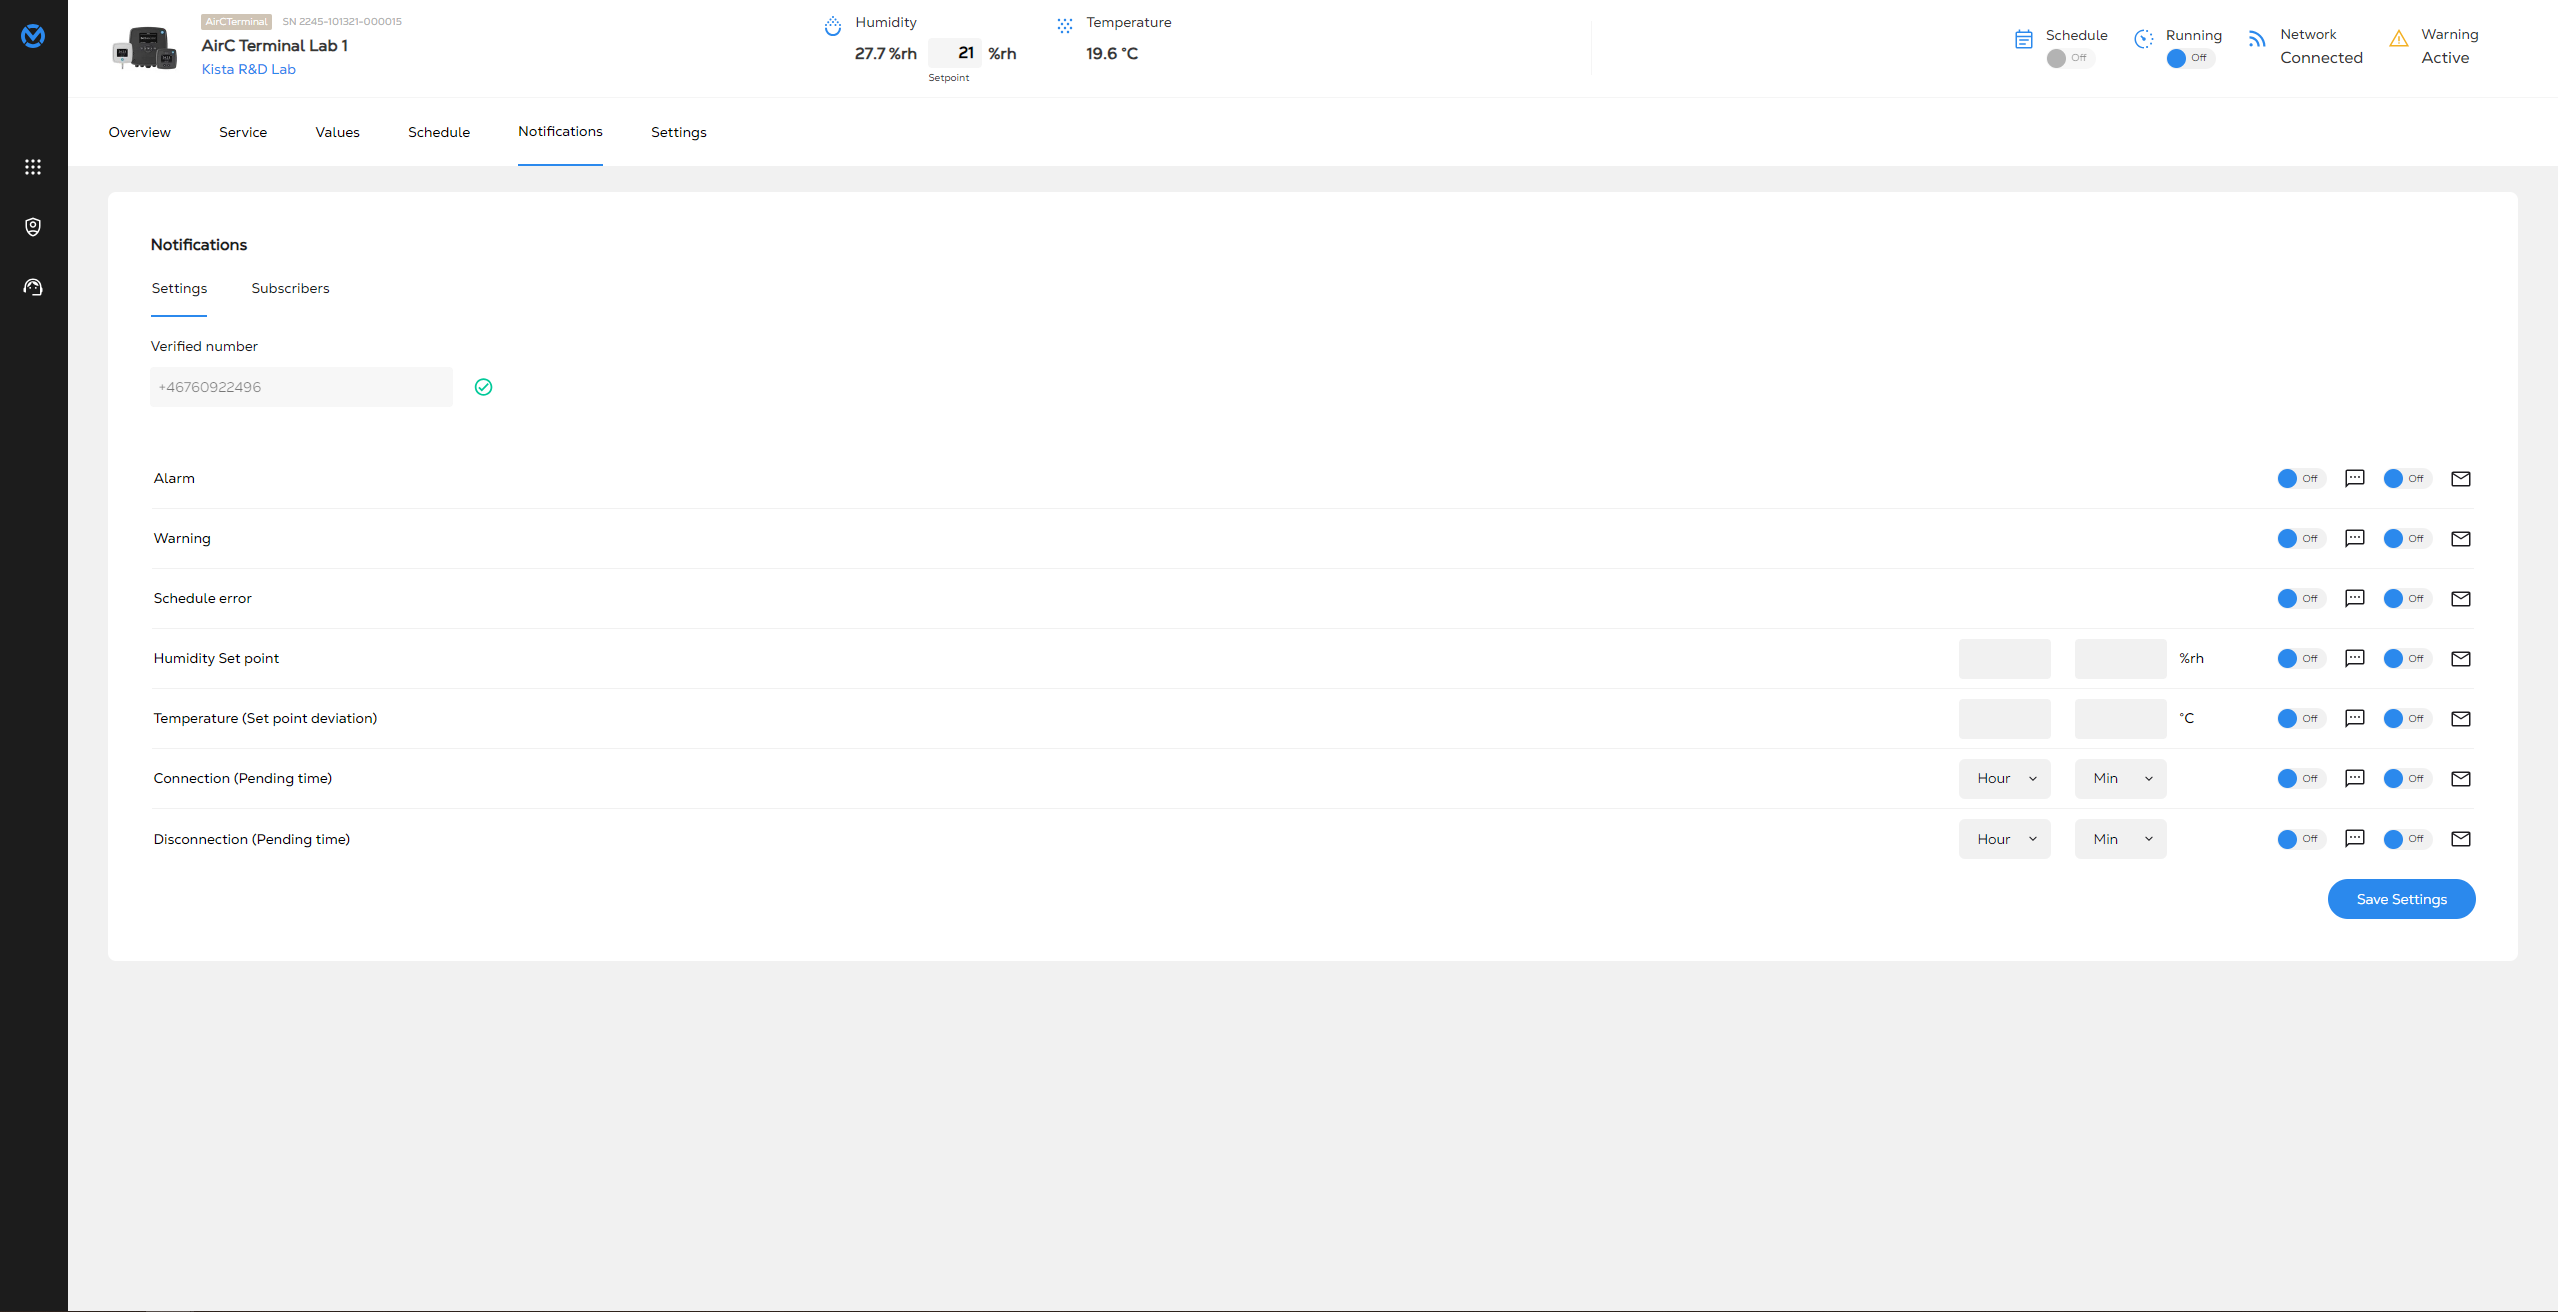 AirCTerminal SN 2245-101321-000015
AirC Terminal Lab 1
Kista R&D Lab
Humidity
27.7 %rh 21 %rh
Setpoint
Temperature
19.6 °C
Schedule
Off
Running
Off
Network
Connected
Warning
Active
Overview Service Values Schedule Notifications Settings
Notifications
Settings Subscribers
Verified number
+46760922496
Alarm Off Off
Warning Off Off
Schedule error Off Off
Humidity Set point %rh Off Off
Temperature (Set point deviation) °C Off Off
Connection (Pending time) Hour Min Off Off
Disconnection (Pending time) Hour Min Off Off
Save Settings